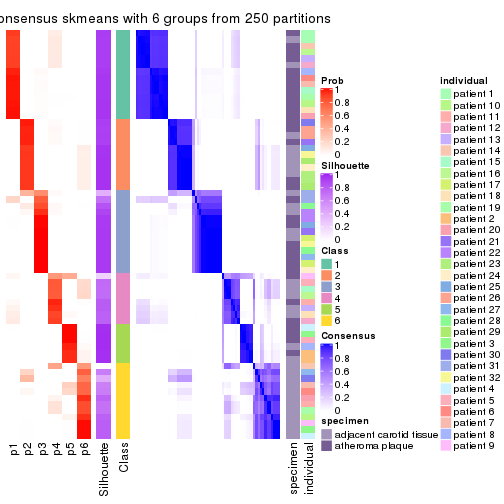 onsensus skmeans with 6 groups from 250 partitions
p1
p2
p3
p4
p5
p6
Silhouette
Class
specimen
individual
Prob
1
0.8
0.6
0.4
0.2
0
Silhouette
1
0.8
0.6
0.4
0.2
0
Class
1
2
3
4
5
6
Consensus
1
0.8
0.6
0.4
0.2
0
specimen
adjacent carotid tissue
atheroma plaque
individual
patient 1
patient 10
patient 11
patient 12
patient 13
patient 14
patient 15
patient 16
patient 17
patient 18
patient 19
patient 2
patient 20
patient 21
patient 22
patient 23
patient 24
patient 25
patient 26
patient 27
patient 28
patient 29
patient 3
patient 30
patient 31
patient 32
patient 4
patient 5
patient 6
patient 7
patient 8
patient 9